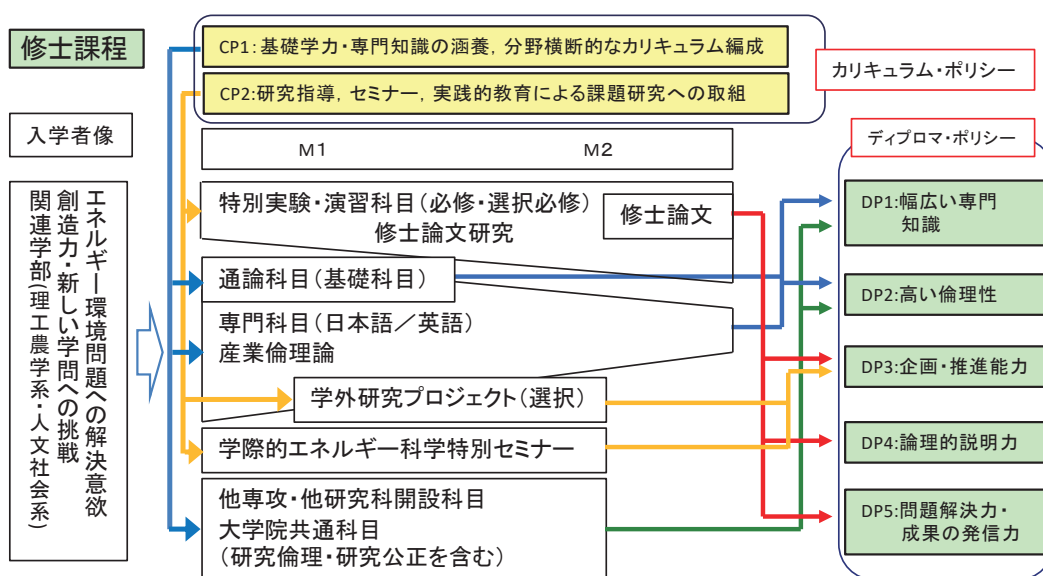 修士課程
CP1:基礎学力・専門知識の涵養, 分野横断的なカリキュラム編成
CP2:研究指導, セミナー, 実践的教育による課題研究への取組
カリキュラム・ポリシー
入学者像
M1
M2
ディプロマ・ポリシー
エネルギー環境問題への解決意欲
創造力・新しい学問への挑戦
関連学部(理工農学系・人文社会系)
特別実験・演習科目(必修・選択必修)
修士論文研究
修士論文
通論科目(基礎科目)
専門科目(日本語/英語)
産業倫理論
学外研究プロジェクト(選択)
学際的エネルギー科学特別セミナー
他専攻・他研究科開設科目
大学院共通科目
(研究倫理・研究公正を含む)
DP1:幅広い専門
知識
DP2:高い倫理性
DP3:企画・推進能力
DP4:論理的説明力
DP5:問題解決力・
成果の発信力